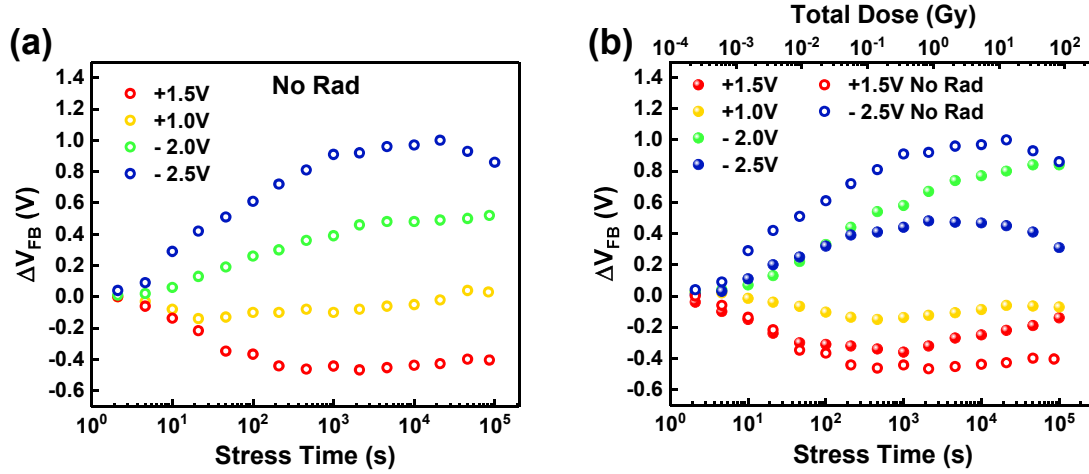 (a)
No Rad
+1.5V
+1.0V
- 2.0V
- 2.5V
1.4
1.2
1.0
0.8
0.6
0.4
0.2
0.0
-0.2
-0.4
-0.6
ΔV_FB (V)
10^0 10^1 10^2 10^3 10^4 10^5
Stress Time (s)
(b)
Total Dose (Gy)
10^-4 10^-3 10^-2 10^-1 10^0 10^1 10^2
+1.5V +1.5V No Rad
+1.0V - 2.5V No Rad
- 2.0V
- 2.5V
1.4
1.2
1.0
0.8
0.6
0.4
0.2
0.0
-0.2
-0.4
-0.6
ΔV_FB (V)
10^0 10^1 10^2 10^3 10^4 10^5
Stress Time (s)